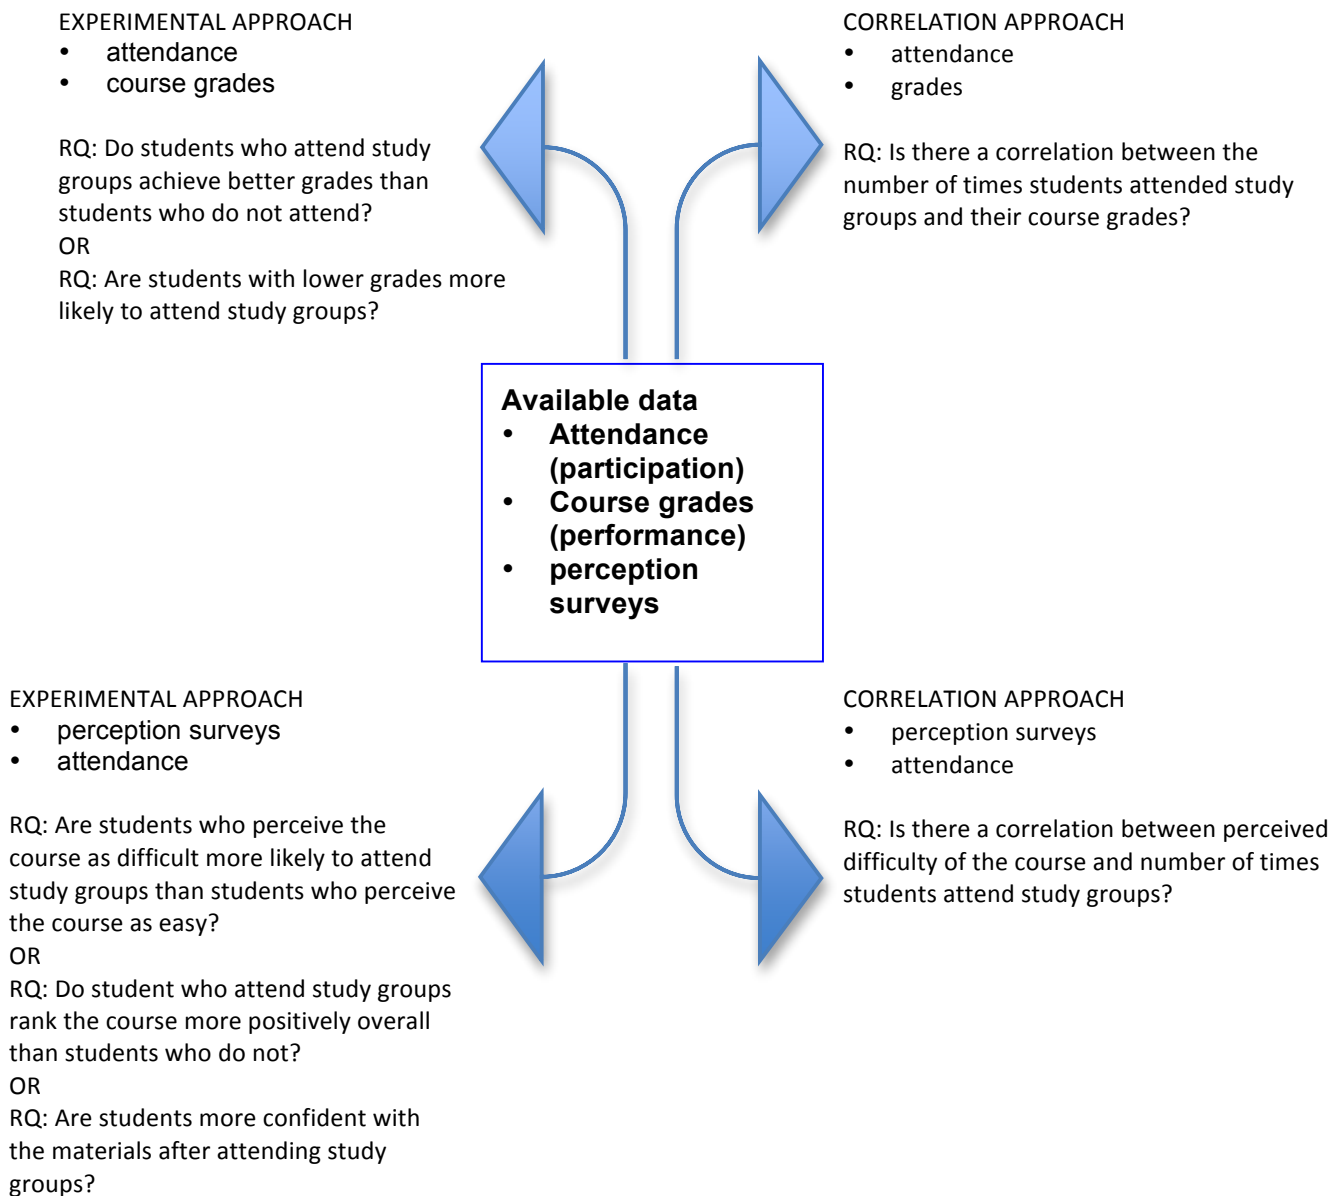 EXPERIMENTAL APPROACH
• attendance
• course grades
RQ: Do students who attend study
groups achieve better grades than
students who do not attend?
OR
RQ: Are students with lower grades more
likely to attend study groups?
CORRELATION APPROACH
• attendance
• grades
RQ: Is there a correlation between the
number of times students attended study
groups and their course grades?
Available data
• Attendance
(participation)
• Course grades
(performance)
• perception
surveys
EXPERIMENTAL APPROACH
• perception surveys
• attendance
RQ: Are students who perceive the
course as difficult more likely to attend
study groups than students who perceive
the course as easy?
OR
RQ: Do student who attend study groups
rank the course more positively overall
than students who do not?
OR
RQ: Are students more confident with
the materials after attending study
groups?
CORRELATION APPROACH
• perception surveys
• attendance
RQ: Is there a correlation between perceived
difficulty of the course and number of times
students attend study groups?